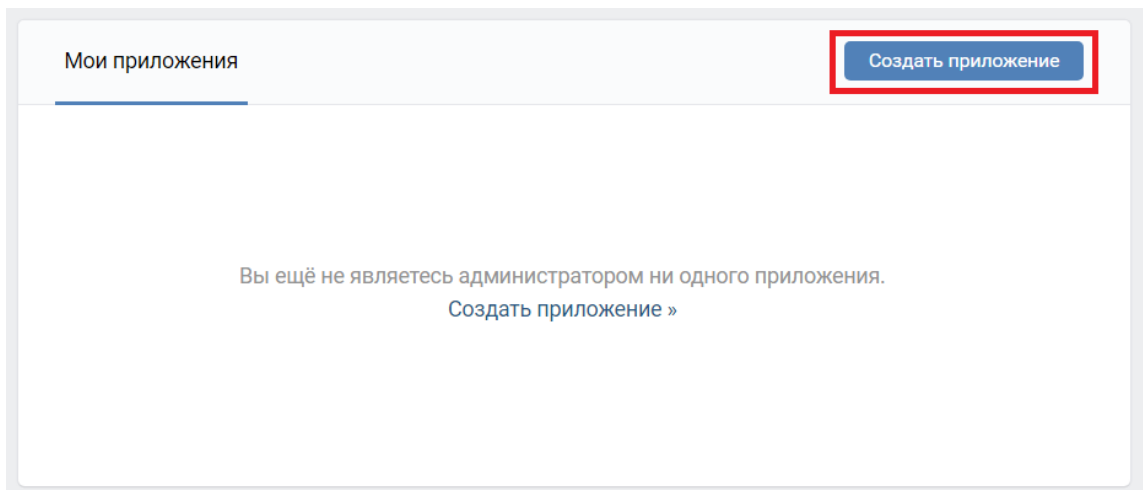 Мои приложения
Создать приложение
Вы ещё не являетесь администратором ни одного приложения.
Создать приложение »